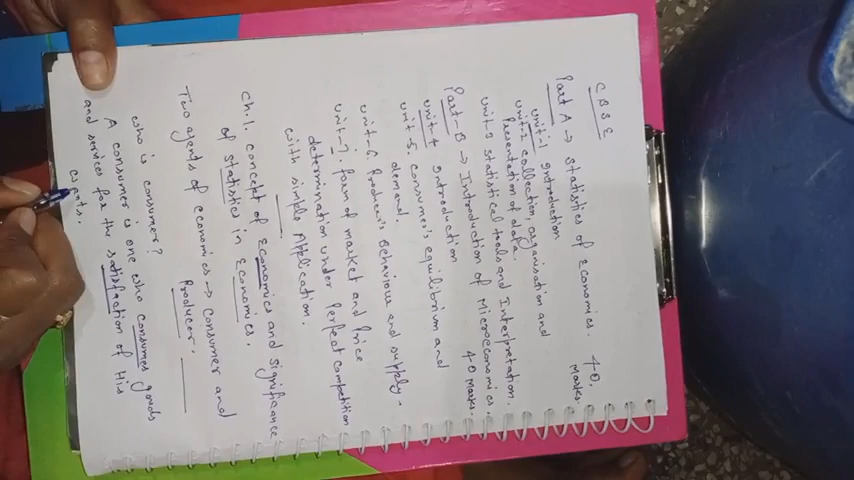 CBSE
Part A → Statistics of Economics. 40 Marks.
unit-1 Introduction
unit-2 collection, organisation and
Presentation of data.
unit-3 statistical tools and Interpretation.
Part-B → Introduction of Microeconomics. 40 Marks.
unit-4 Introduction
unit-5. consumer's equilibrium and
demand.
unit-6. Producer's Behaviour and supply.
unit-7. form of market and Price
determination under Perfect competition
with simple Application.
Ch.1. concept of Economics and significance
of statistics in Economics.
Two agents of economics → consumer and
Producer.
who is consumer?
A consumer is one who consumes goods
and services for the satisfaction of His